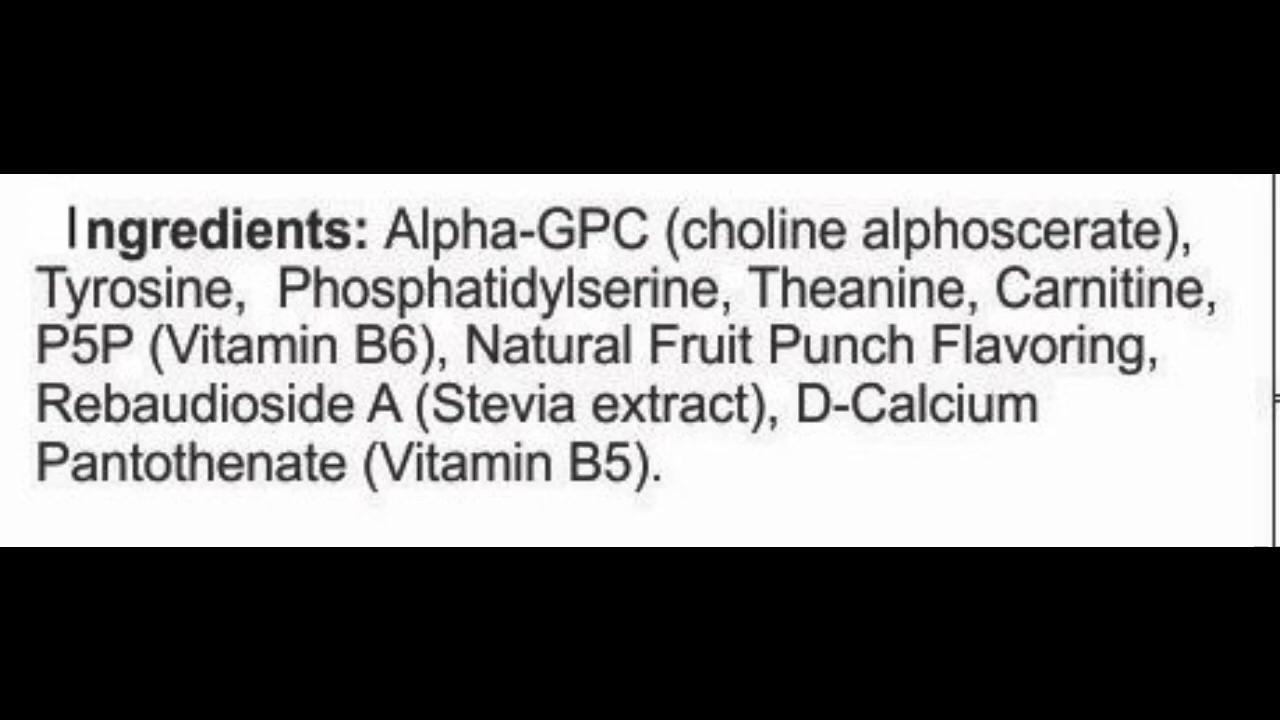 Ingredients: Alpha-GPC (choline alphoscerate),
Tyrosine, Phosphatidylserine, Theanine, Carnitine,
P5P (Vitamin B6), Natural Fruit Punch Flavoring,
Rebaudioside A (Stevia extract), D-Calcium
Pantothenate (Vitamin B5).